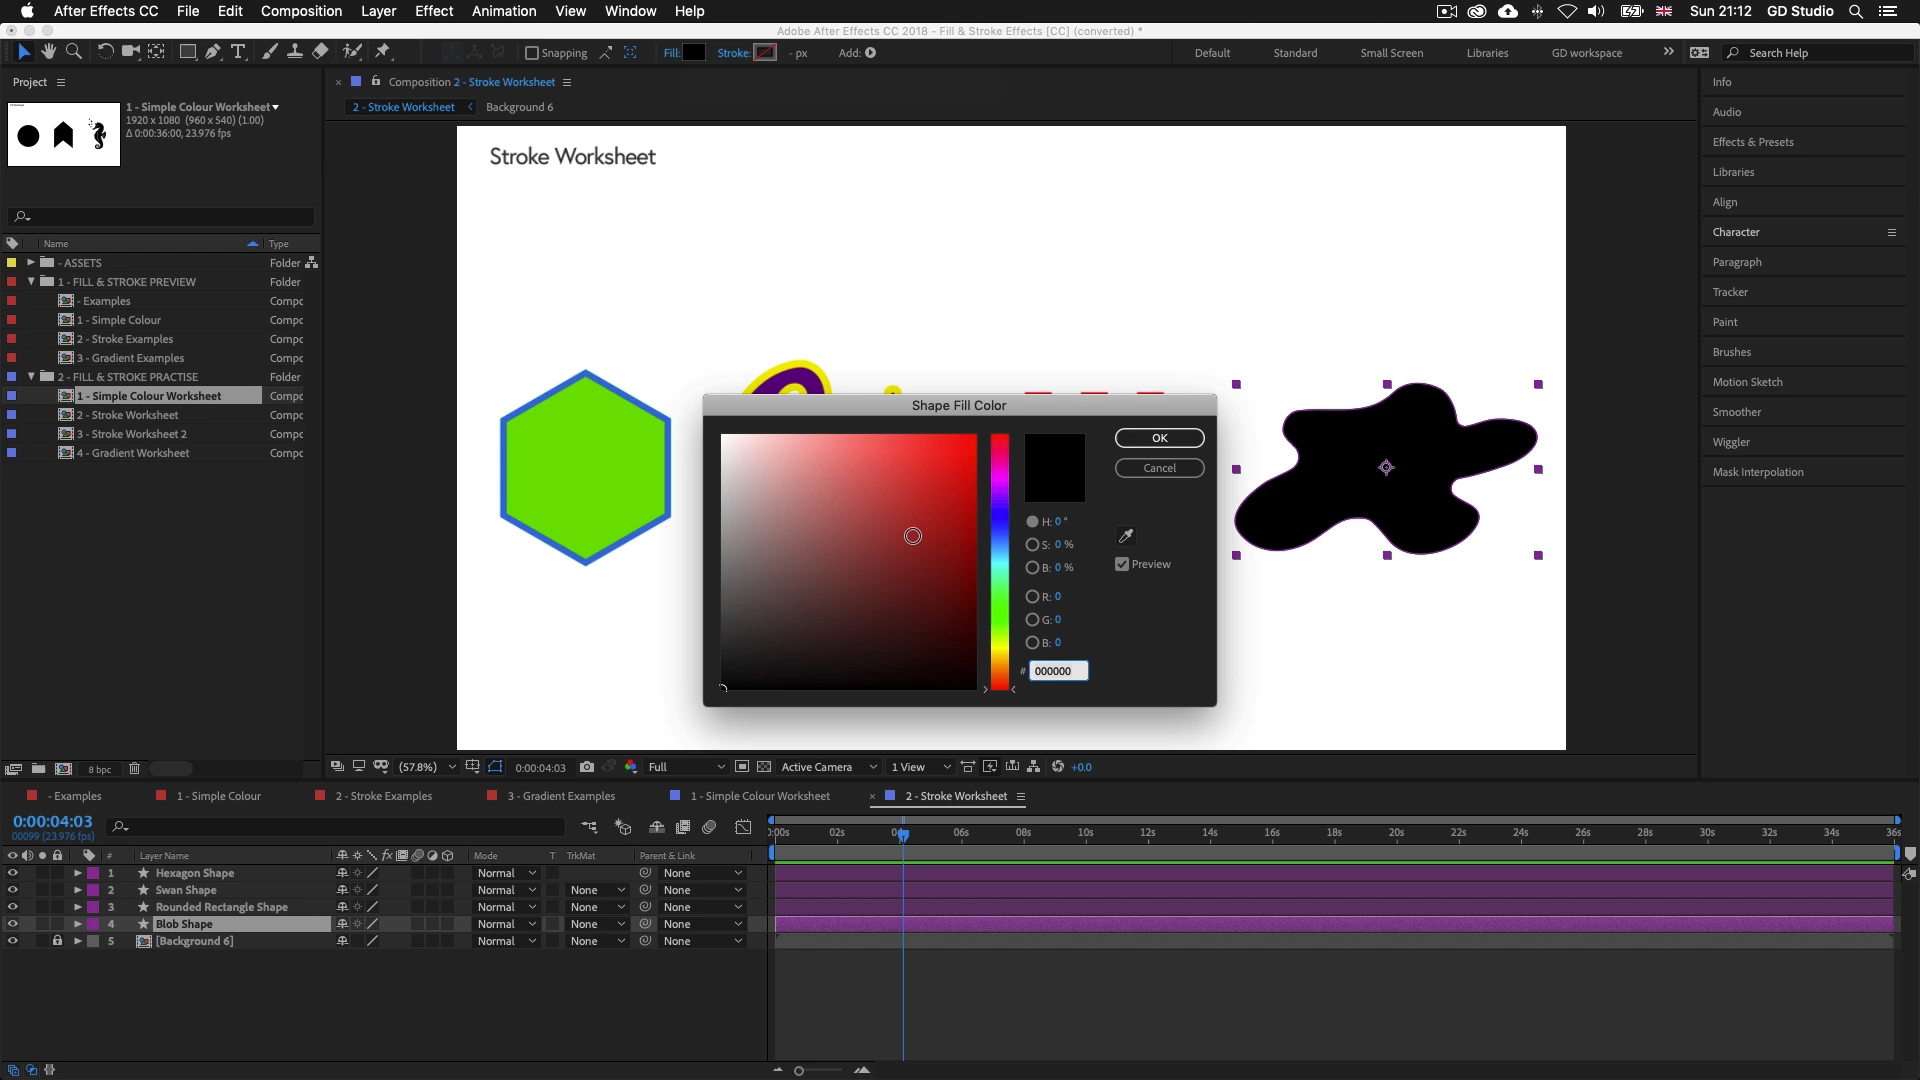 After Effects CC File Edit Composition Layer Effect Animation View Window Help Sun 21:12 GD Studio
Adobe After Effects CC 2018 - Fill & Stroke Effects [CC] (converted) *
Snapping Fill: Stroke: - px Add: Default Standard Small Screen Libraries GD workspace Search Help
Project
Composition 2 - Stroke Worksheet
2 - Stroke Worksheet Background 6
1 - Simple Colour Worksheet
1920 x 1080 (960 x 540) (1.00)
Δ 0:00:36:00, 23.976 fps
Stroke Worksheet
Name Type
- ASSETS Folder
1 - FILL & STROKE PREVIEW Folder
- Examples Compc
1 - Simple Colour Compc
2 - Stroke Examples Compc
3 - Gradient Examples Compc
2 - FILL & STROKE PRACTISE Folder
1 - Simple Colour Worksheet Compc
2 - Stroke Worksheet Compc
3 - Stroke Worksheet 2 Compc
4 - Gradient Worksheet Compc
8 bpc
Shape Fill Color
OK
Cancel
H: 0 °
S: 0 %
B: 0 %
Preview
R: 0
G: 0
B: 0
# 000000
(57.8%) 0:00:04:03 Full Active Camera 1 View +0.0
Info
Audio
Effects & Presets
Libraries
Align
Character
Paragraph
Tracker
Paint
Brushes
Motion Sketch
Smoother
Wiggler
Mask Interpolation
- Examples 1 - Simple Colour 2 - Stroke Examples 3 - Gradient Examples 1 - Simple Colour Worksheet 2 - Stroke Worksheet
0:00:04:03
00099 (23.976 fps)
:00s 02s 06s 08s 10s 12s 14s 16s 18s 20s 22s 24s 26s 28s 30s 32s 34s 36s
# Layer Name Mode T TrkMat Parent & Link
1 Hexagon Shape Normal None
2 Swan Shape Normal None None
3 Rounded Rectangle Shape Normal None None
4 Blob Shape Normal None None
5 [Background 6] Normal None None